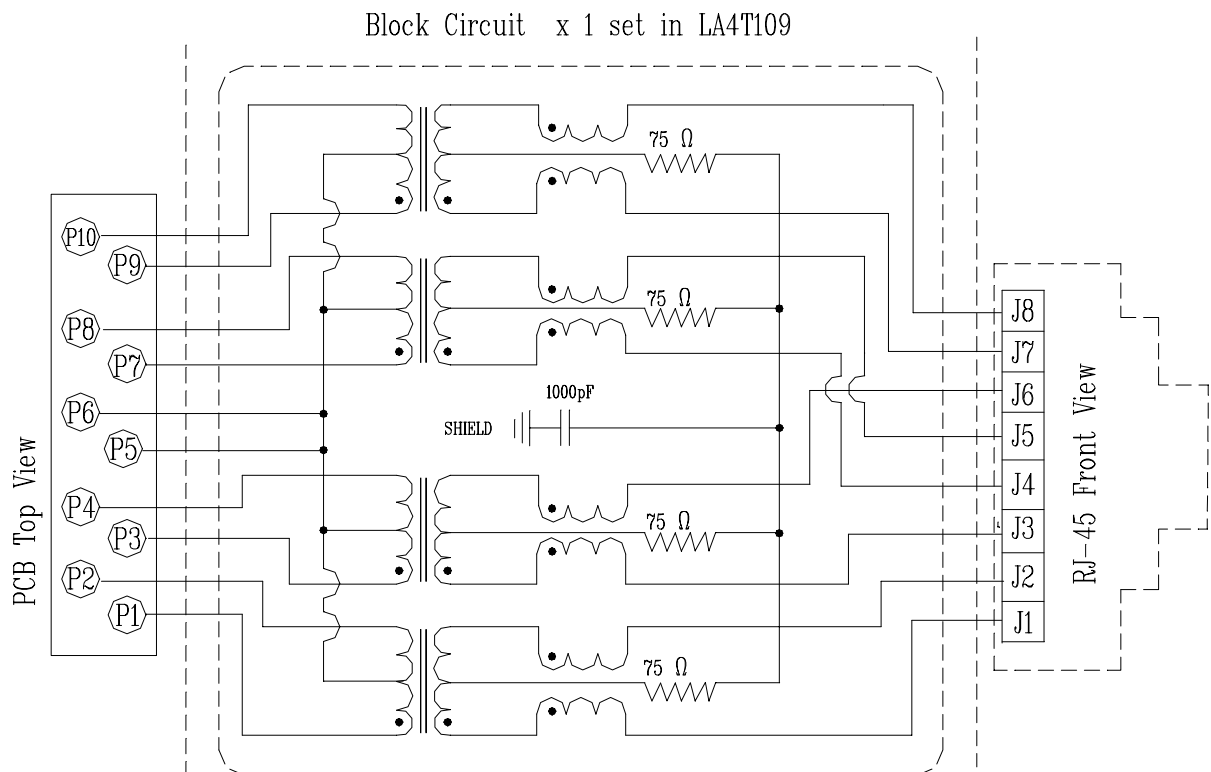 Block Circuit x 1 set in LA4T109
75 Ω
P10
P9
P8
P7
P6
P5
P4
P3
P2
P1
PCB Top View
75 Ω
1000pF
SHIELD
75 Ω
75 Ω
J8
J7
J6
J5
J4
J3
J2
J1
RJ-45 Front View